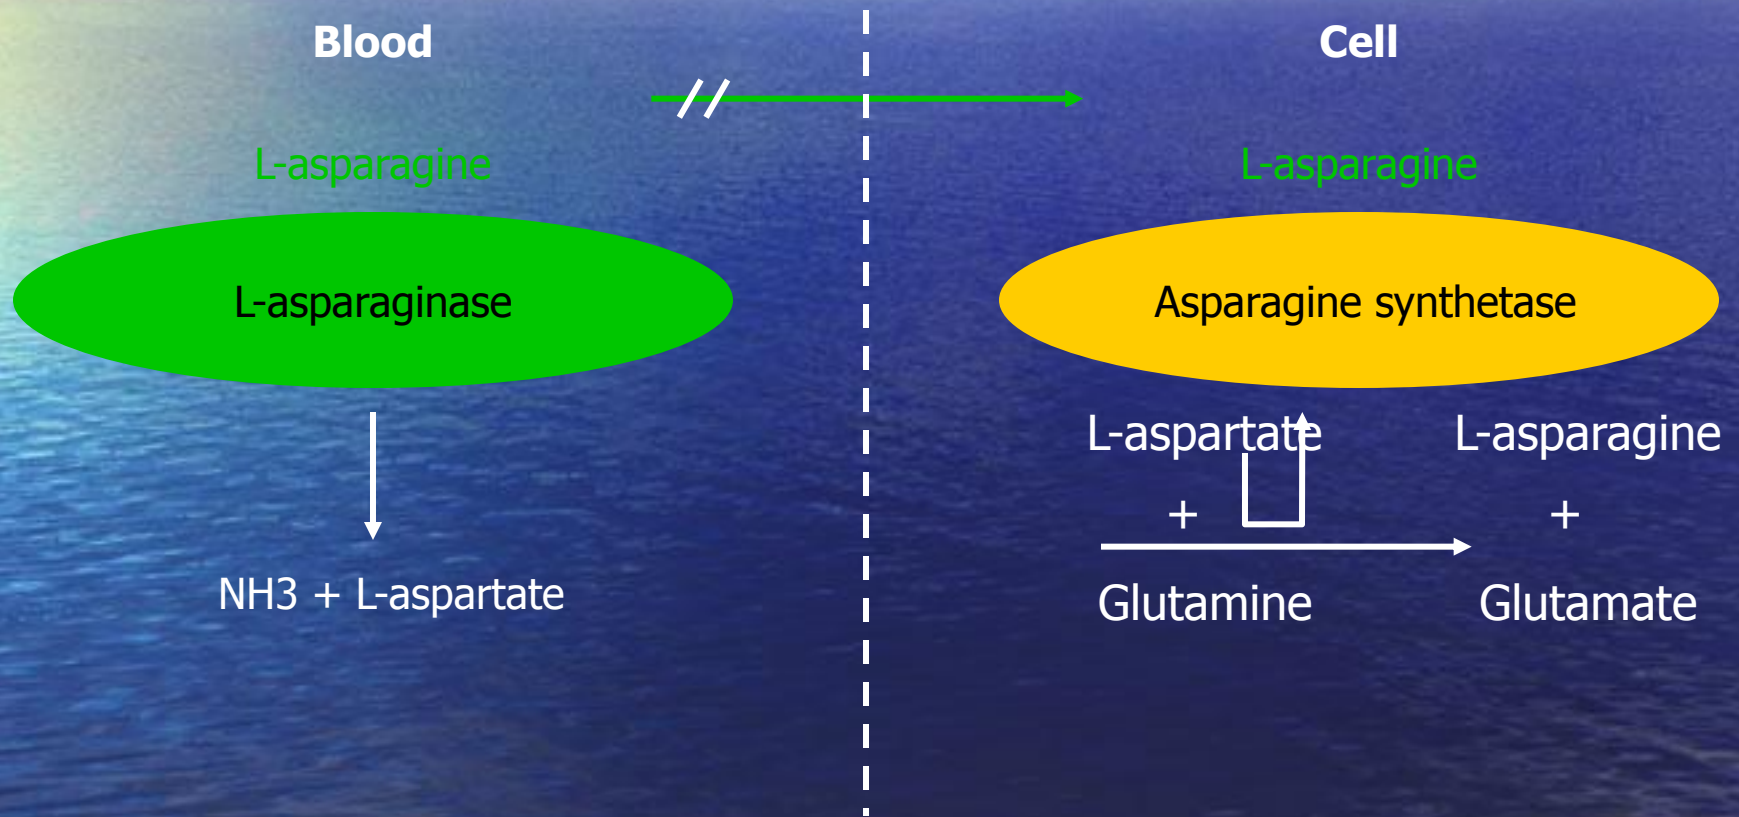 Blood
Cell
L-asparagine
L-asparagine
L-asparaginase
Asparagine synthetase
L-aspartate
L-asparagine
+
+
NH3 + L-aspartate
Glutamine
Glutamate